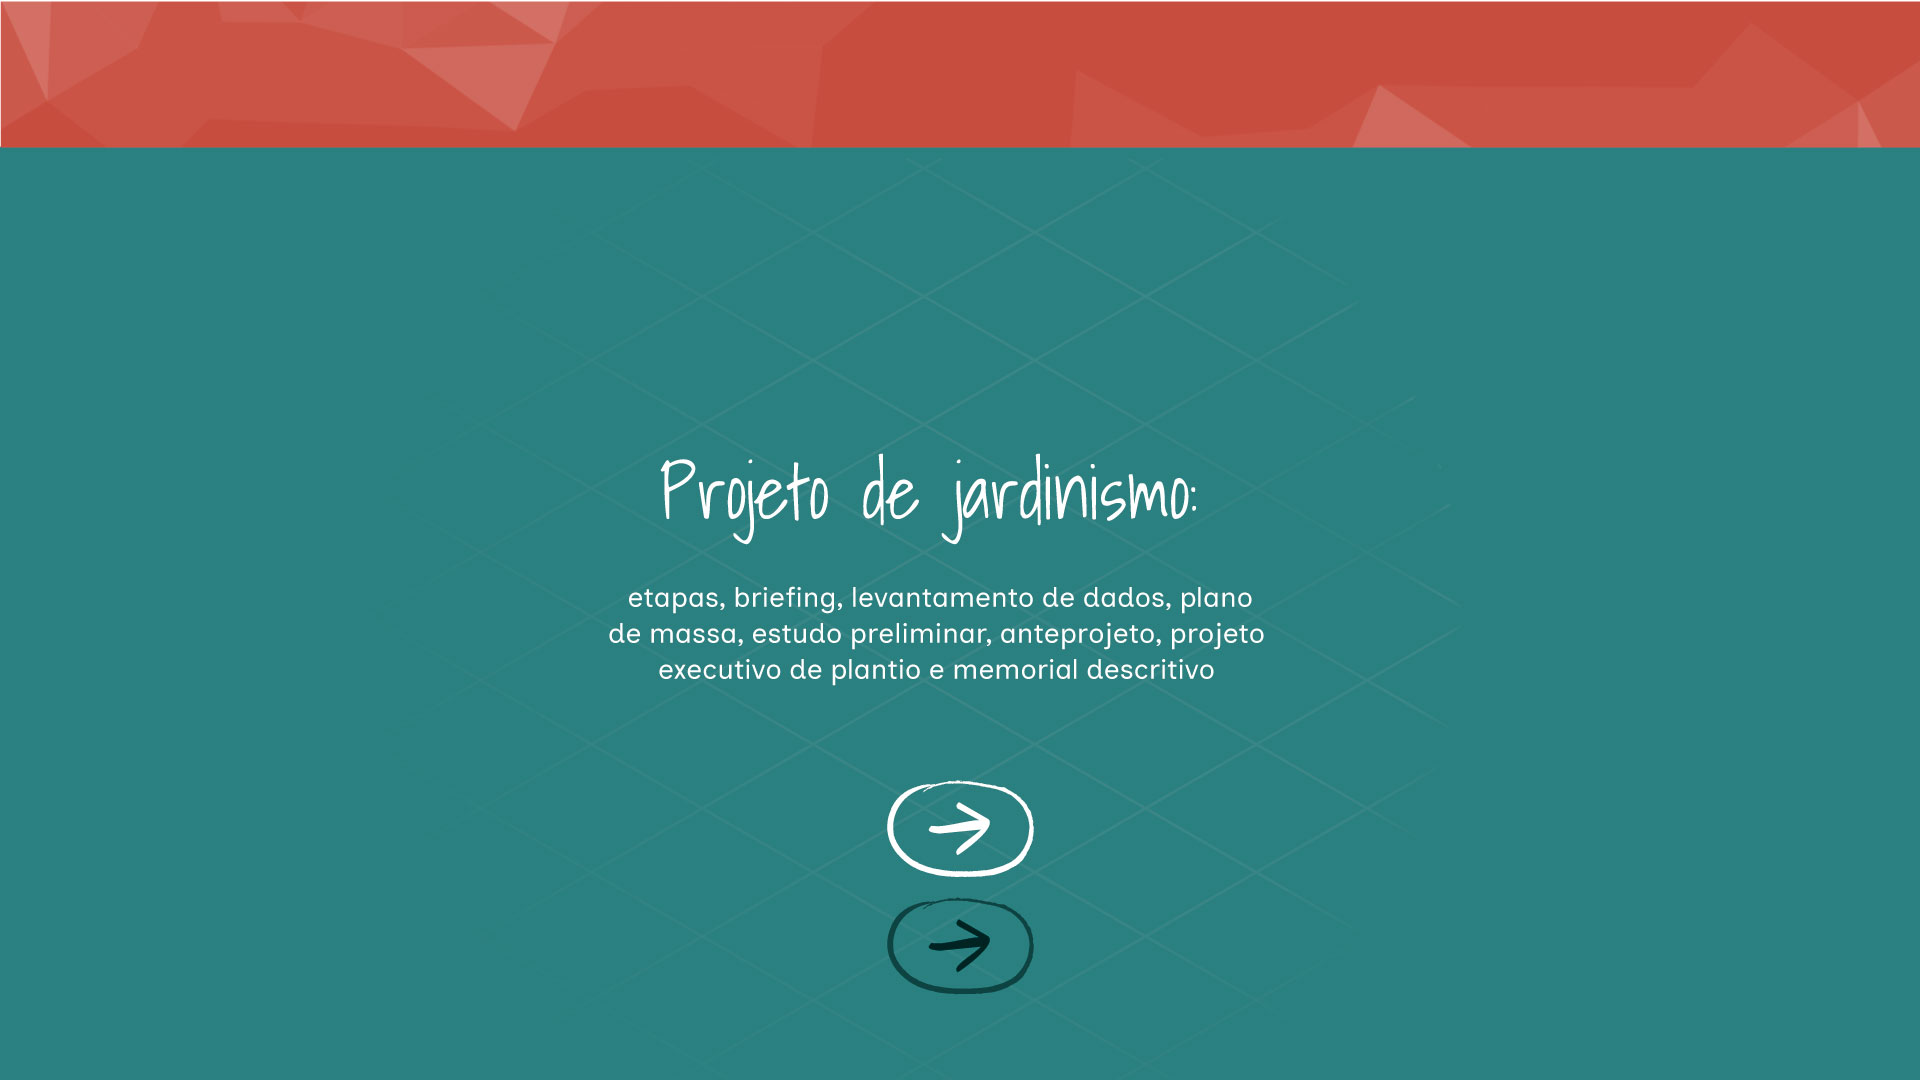 Projeto de jardinismo:
etapas, briefing, levantamento de dados, plano
de massa, estudo preliminar, anteprojeto, projeto
executivo de plantio e memorial descritivo